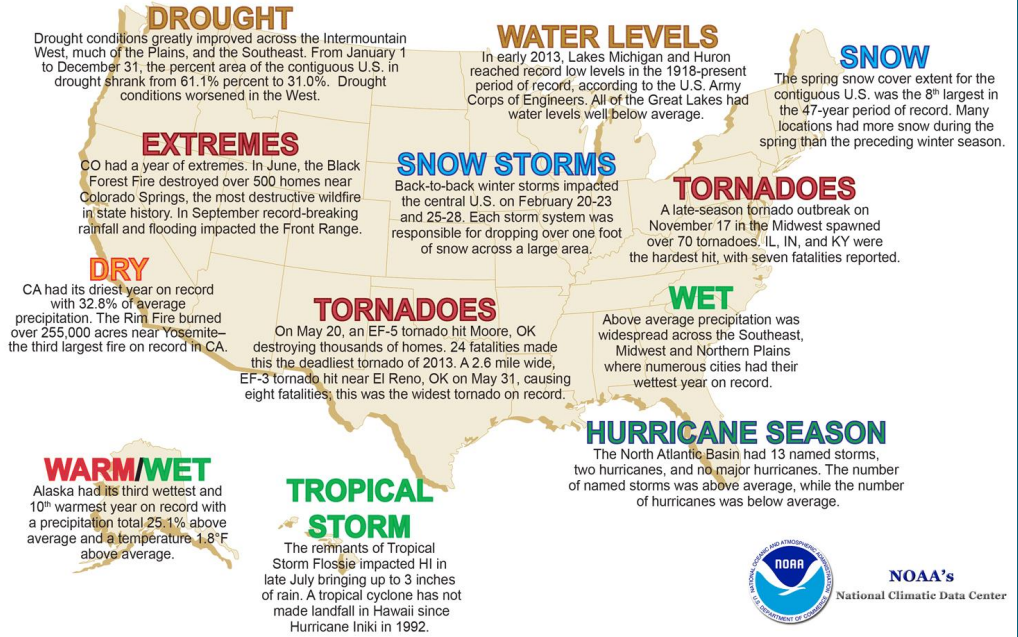 DROUGHT
Drought conditions greatly improved across the Intermountain
West, much of the Plains, and the Southeast. From January 1
to December 31, the percent area of the contiguous U.S. in
drought shrank from 61.1% percent to 31.0%. Drought
conditions worsened in the West.
WATER LEVELS
In early 2013, Lakes Michigan and Huron
reached record low levels in the 1918-present
period of record, according to the U.S. Army
Corps of Engineers. All of the Great Lakes had
water levels well below average.
SNOW
The spring snow cover extent for the
contiguous U.S. was the 8th largest in
the 47-year period of record. Many
locations had more snow during the
spring than the preceding winter season.
EXTREMES
CO had a year of extremes. In June, the Black
Forest Fire destroyed over 500 homes near
Colorado Springs, the most destructive wildfire
in state history. In September record-breaking
rainfall and flooding impacted the Front Range.
SNOW STORMS
Back-to-back winter storms impacted
the central U.S. on February 20-23
and 25-28. Each storm system was
responsible for dropping over one foot
of snow across a large area.
TORNADOES
A late-season tornado outbreak on
November 17 in the Midwest spawned
over 70 tornadoes. IL, IN, and KY were
the hardest hit, with seven fatalities reported.
DRY
CA had its driest year on record
with 32.8% of average
precipitation. The Rim Fire burned
over 255,000 acres near Yosemite–
the third largest fire on record in CA.
TORNADOES
On May 20, an EF-5 tornado hit Moore, OK
destroying thousands of homes. 24 fatalities made
this the deadliest tornado of 2013. A 2.6 mile wide,
EF-3 tornado hit near El Reno, OK on May 31, causing
eight fatalities; this was the widest tornado on record.
WET
Above average precipitation was
widespread across the Southeast,
Midwest and Northern Plains
where numerous cities had their
wettest year on record.
HURRICANE SEASON
The North Atlantic Basin had 13 named storms,
two hurricanes, and no major hurricanes. The number
of named storms was above average, while the number
of hurricanes was below average.
WARM/WET
Alaska had its third wettest and
10th warmest year on record with
a precipitation total 25.1% above
average and a temperature 1.8°F
above average.
TROPICAL
STORM
The remnants of Tropical
Storm Flossie impacted HI in
late July bringing up to 3 inches
of rain. A tropical cyclone has not
made landfall in Hawaii since
Hurricane Iniki in 1992.
NATIONAL OCEANIC AND ATMOSPHERIC ADMINISTRATION
NOAA
U.S. DEPARTMENT OF COMMERCE
NOAA's
National Climatic Data Center